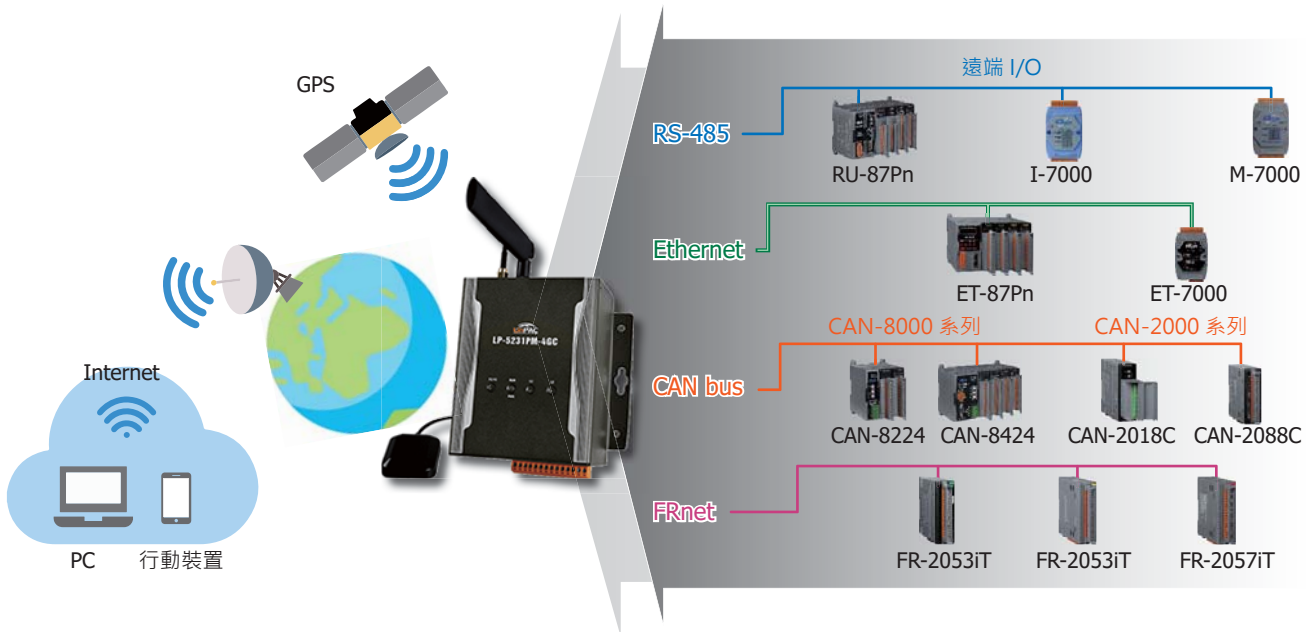 GPS
Internet
PC
行動裝置
LP-5231PM-4GC
遠端 I/O
RS-485
RU-87Pn
I-7000
M-7000
Ethernet
ET-87Pn
ET-7000
CAN-8000 系列
CAN-2000 系列
CAN bus
CAN-8224
CAN-8424
CAN-2018C
CAN-2088C
FRnet
FR-2053iT
FR-2053iT
FR-2057iT